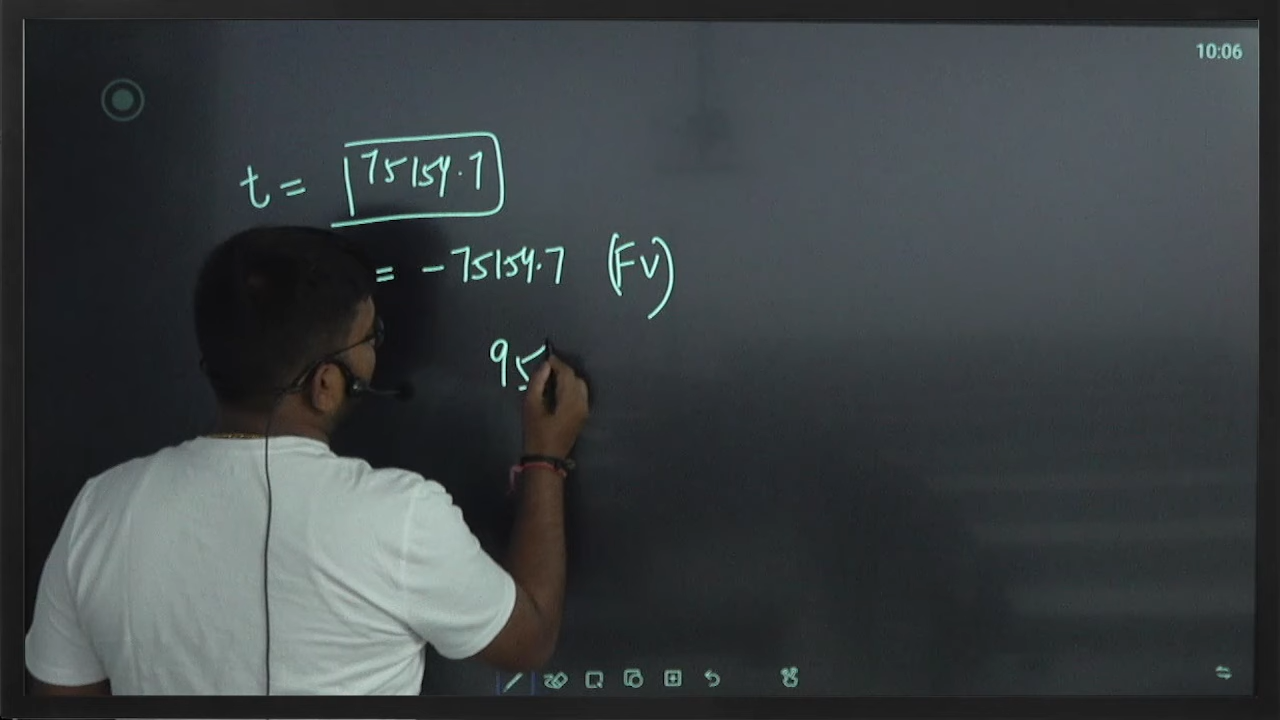 10:06
t = 75154.7
= -75154.7 (FV)
95